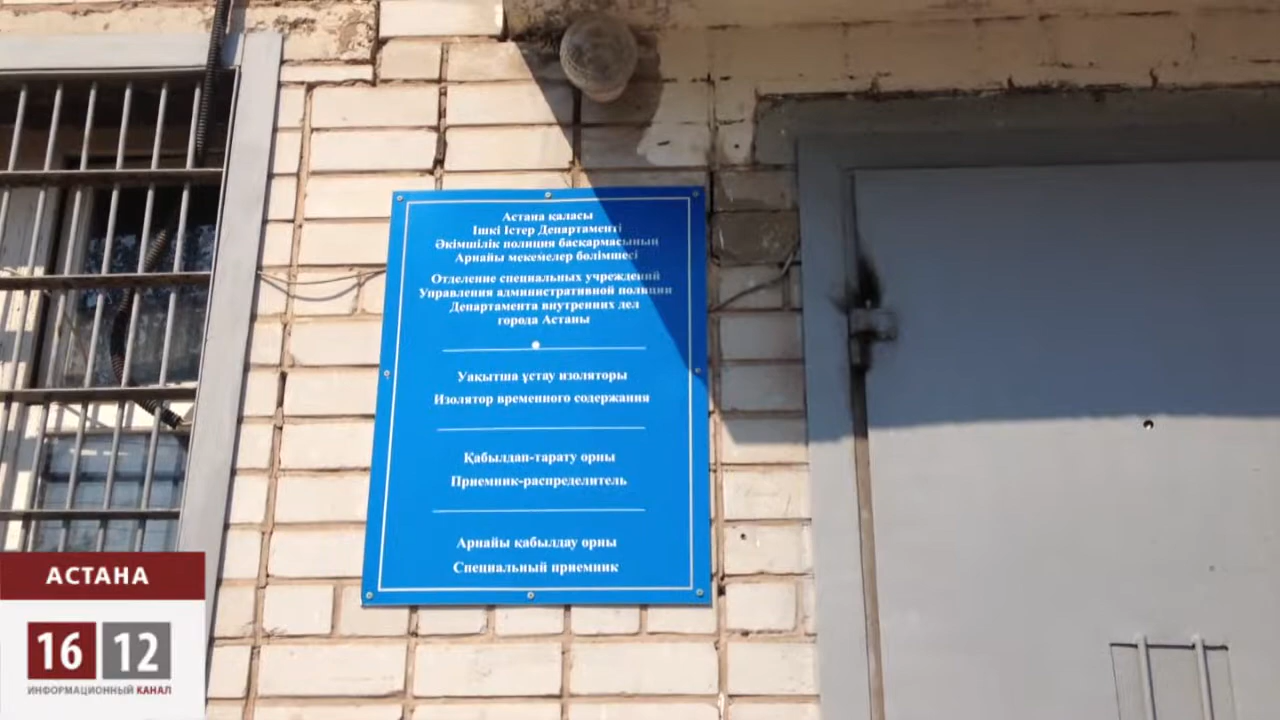 Астана қаласы
Ішкі Істер Департаменті
Әкімшілік полиция басқармасының
Арнайы мекемелер бөлімшесі
Отделение специальных учреждений
Управления административной полиции
Департамента внутренних дел
города Астаны
Уақытша ұстау изоляторы
Изолятор временного содержания
Қабылдап-тарату орны
Приемник-распределитель
Арнайы қабылдау орны
Специальный приемник
АСТАНА
16 12
ИНФОРМАЦИОННЫЙ КАНАЛ